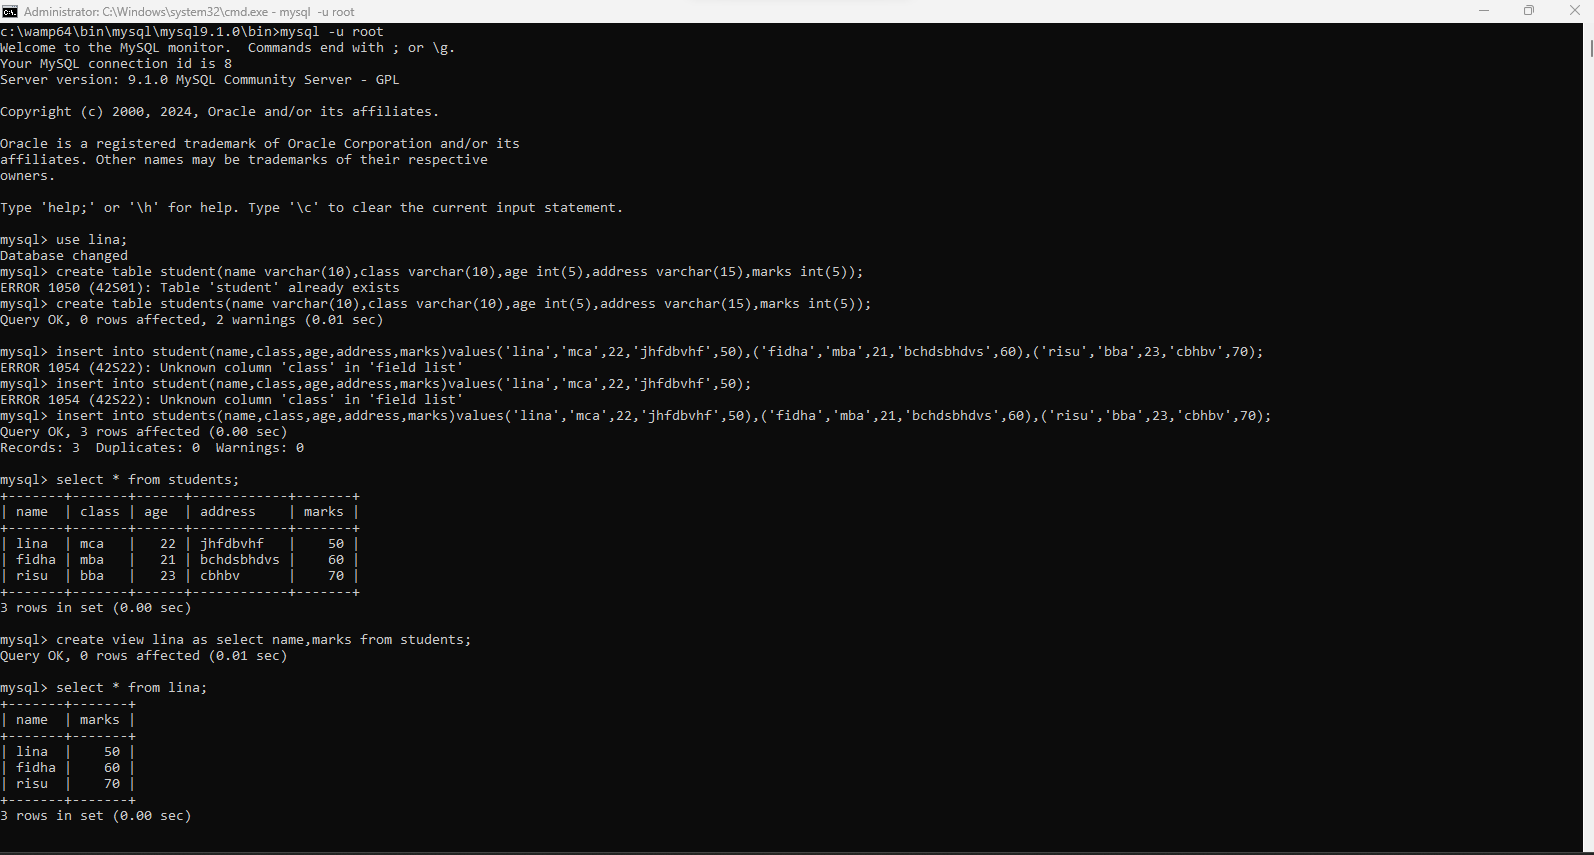 Administrator: C:\Windows\system32\cmd.exe - mysql  -u root
c:\wamp64\bin\mysql\mysql9.1.0\bin>mysql -u root
Welcome to the MySQL monitor.  Commands end with ; or \g.
Your MySQL connection id is 8
Server version: 9.1.0 MySQL Community Server - GPL

Copyright (c) 2000, 2024, Oracle and/or its affiliates.

Oracle is a registered trademark of Oracle Corporation and/or its
affiliates. Other names may be trademarks of their respective
owners.

Type 'help;' or '\h' for help. Type '\c' to clear the current input statement.

mysql> use lina;
Database changed
mysql> create table student(name varchar(10),class varchar(10),age int(5),address varchar(15),marks int(5));
ERROR 1050 (42S01): Table 'student' already exists
mysql> create table students(name varchar(10),class varchar(10),age int(5),address varchar(15),marks int(5));
Query OK, 0 rows affected, 2 warnings (0.01 sec)

mysql> insert into student(name,class,age,address,marks)values('lina','mca',22,'jhfdbvhf',50),('fidha','mba',21,'bchdsbhdvs',60),('risu','bba',23,'cbhbv',70);
ERROR 1054 (42S22): Unknown column 'class' in 'field list'
mysql> insert into student(name,class,age,address,marks)values('lina','mca',22,'jhfdbvhf',50);
ERROR 1054 (42S22): Unknown column 'class' in 'field list'
mysql> insert into students(name,class,age,address,marks)values('lina','mca',22,'jhfdbvhf',50),('fidha','mba',21,'bchdsbhdvs',60),('risu','bba',23,'cbhbv',70);
Query OK, 3 rows affected (0.00 sec)
Records: 3  Duplicates: 0  Warnings: 0

mysql> select * from students;
+-------+-------+------+------------+-------+
| name  | class | age  | address    | marks |
+-------+-------+------+------------+-------+
| lina  | mca   |   22 | jhfdbvhf   |    50 |
| fidha | mba   |   21 | bchdsbhdvs |    60 |
| risu  | bba   |   23 | cbhbv      |    70 |
+-------+-------+------+------------+-------+
3 rows in set (0.00 sec)

mysql> create view lina as select name,marks from students;
Query OK, 0 rows affected (0.01 sec)

mysql> select * from lina;
+-------+-------+
| name  | marks |
+-------+-------+
| lina  |    50 |
| fidha |    60 |
| risu  |    70 |
+-------+-------+
3 rows in set (0.00 sec)